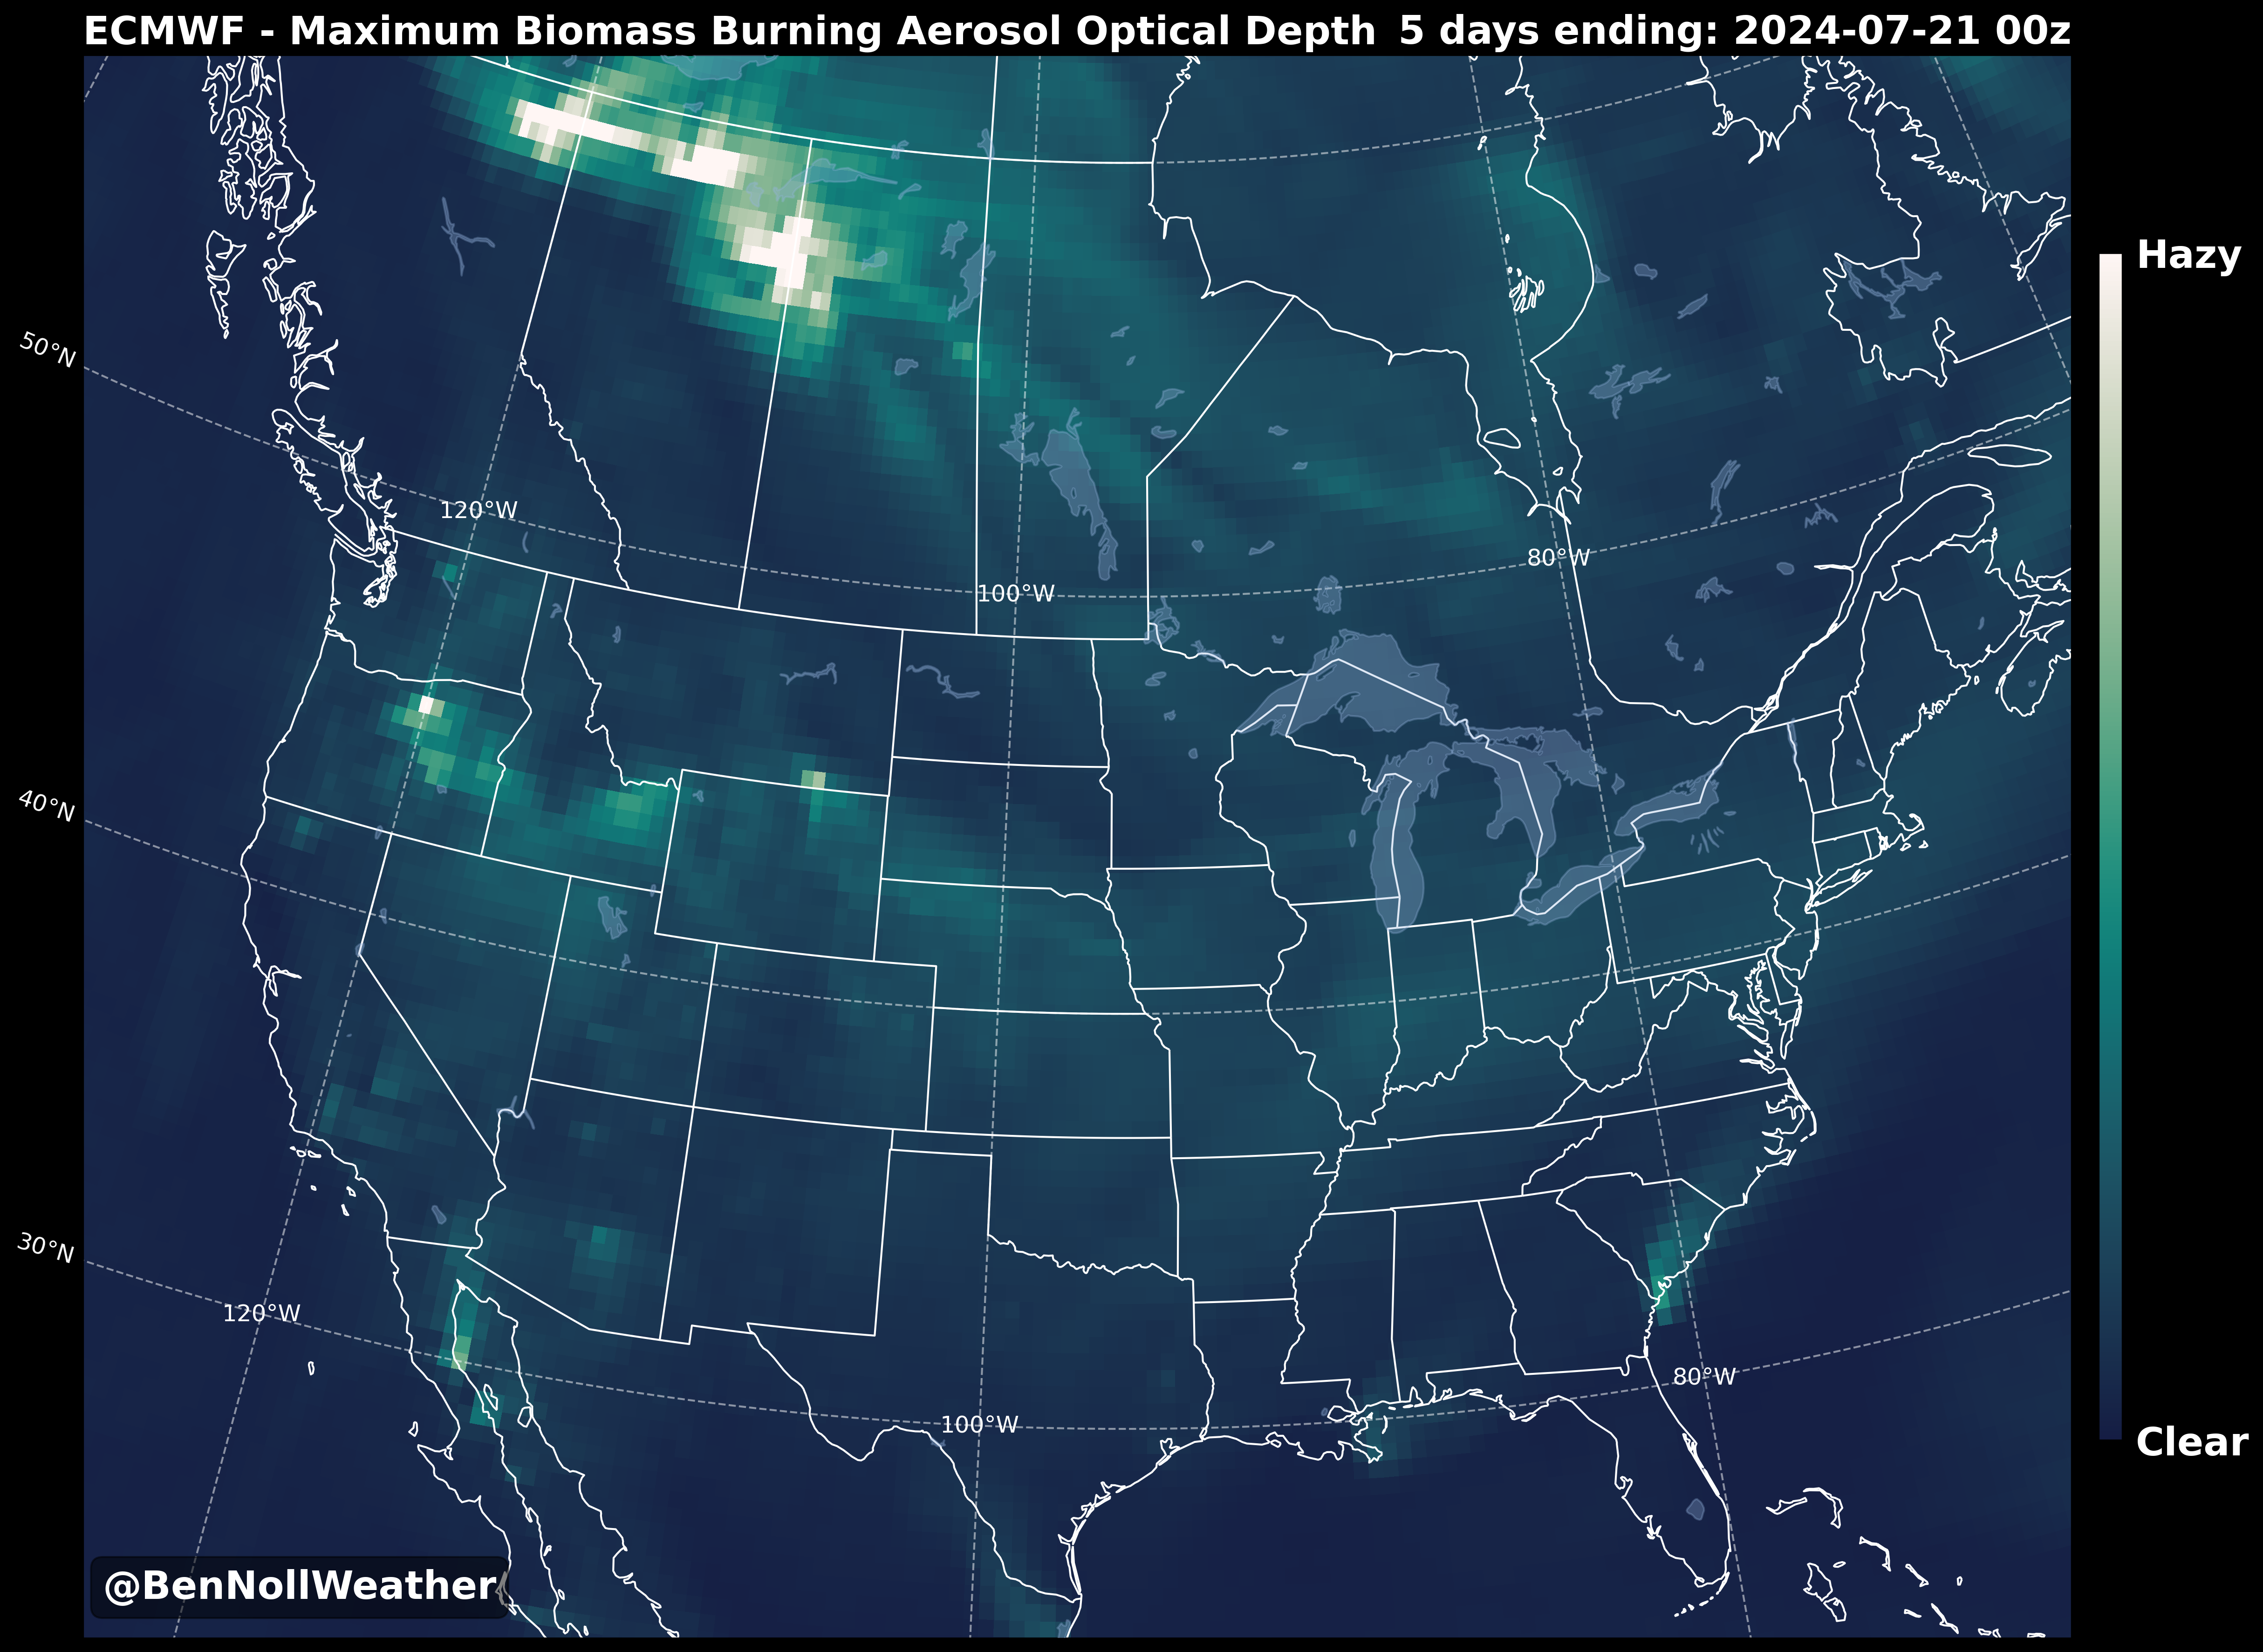 ECMWF - Maximum Biomass Burning Aerosol Optical Depth 5 days ending: 2024-07-21 00z
Hazy
50°N
120°W
80°W
100°W
40°N
30°N
120°W
80°W
100°W
Clear
@BenNollWeather